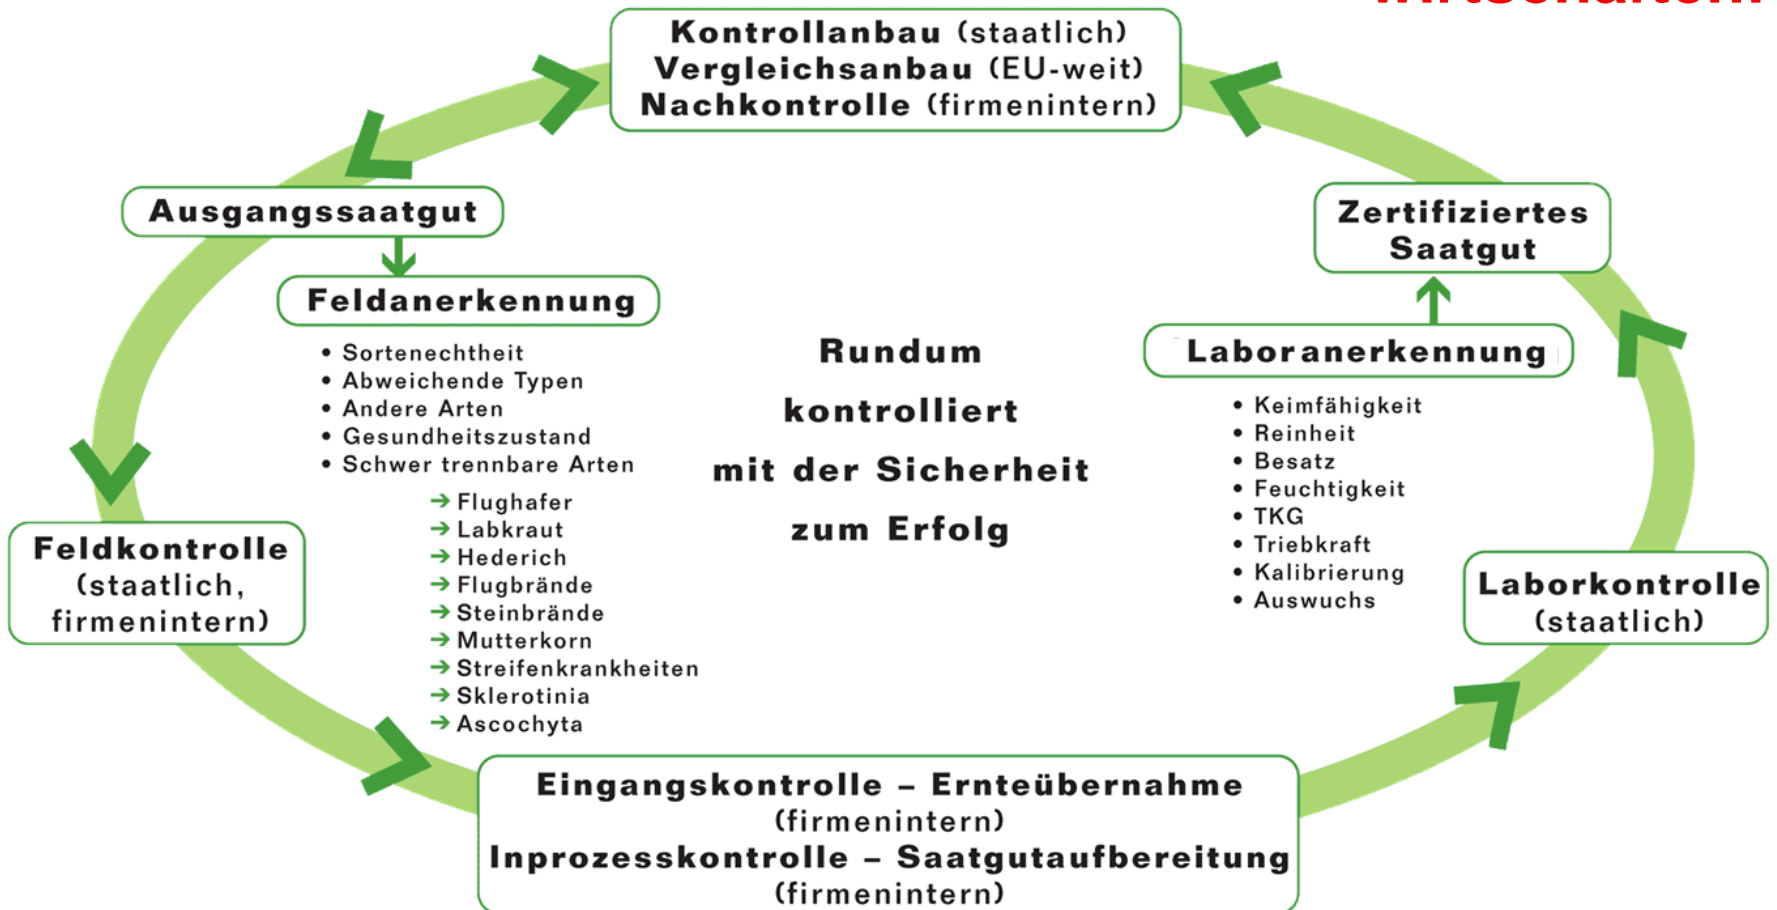 wirtschaften.
Kontrollanbau (staatlich)
Vergleichsanbau (EU-weit)
Nachkontrolle (firmenintern)
Ausgangssaatgut
Feldanerkennung
• Sortenechtheit
• Abweichende Typen
• Andere Arten
• Gesundheitszustand
• Schwer trennbare Arten
→ Flughafer
→ Labkraut
→ Hederich
→ Flugbrände
→ Steinbrände
→ Mutterkorn
→ Streifenkrankheiten
→ Sklerotinia
→ Ascochyta
Feldkontrolle
(staatlich,
firmenintern)
Rundum
kontrolliert
mit der Sicherheit
zum Erfolg
Zertifiziertes
Saatgut
Laboranerkennung
• Keimfähigkeit
• Reinheit
• Besatz
• Feuchtigkeit
• TKG
• Triebkraft
• Kalibrierung
• Auswuchs
Laborkontrolle
(staatlich)
Eingangskontrolle – Ernteübernahme
(firmenintern)
Inprozesskontrolle – Saatgutaufbereitung
(firmenintern)